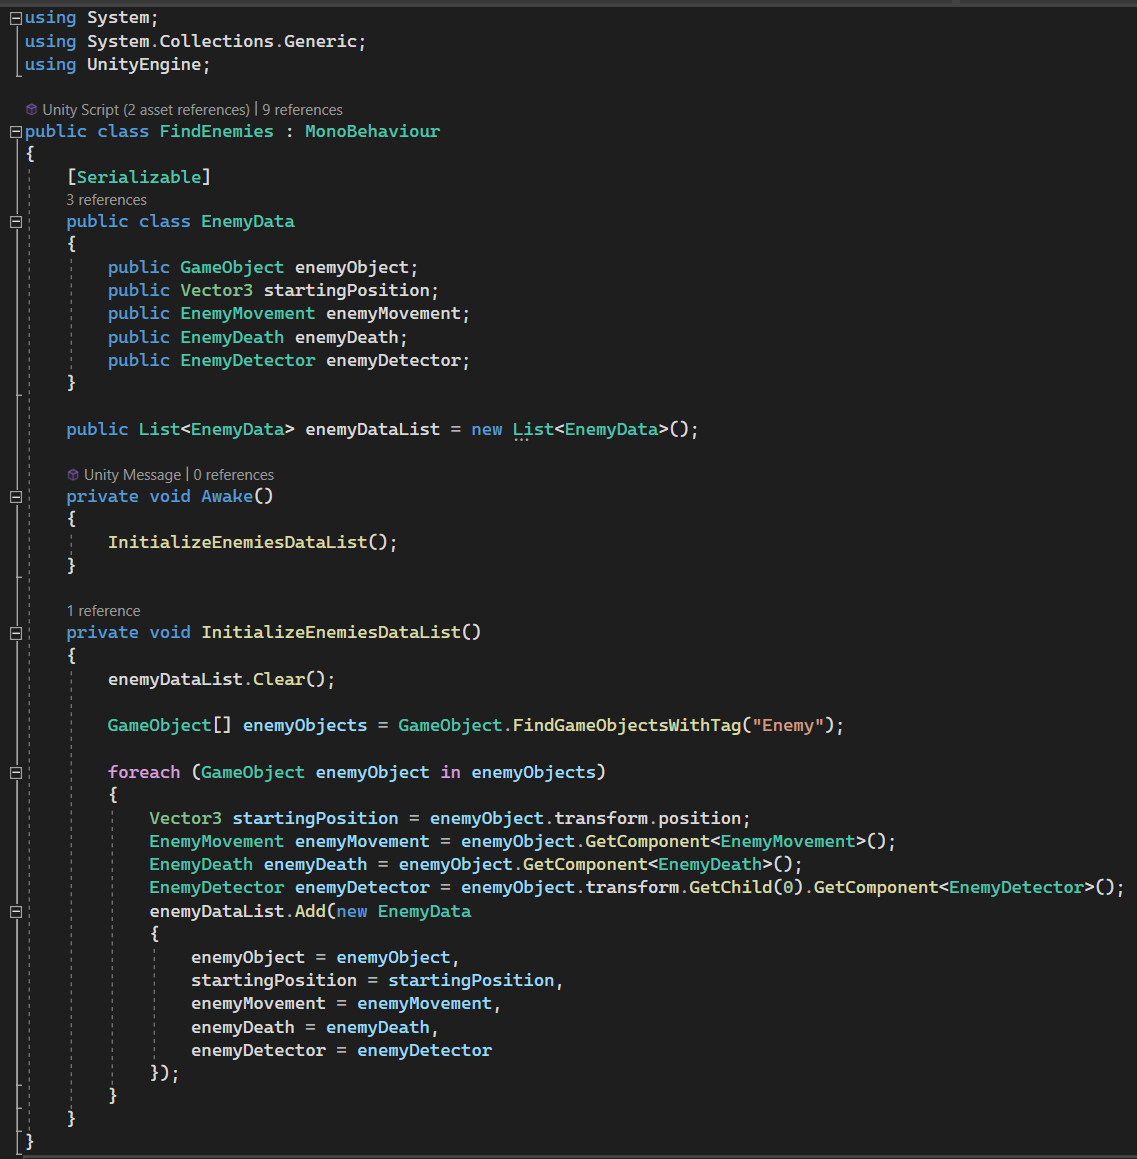 using System;
using System.Collections.Generic;
using UnityEngine;
Unity Script (2 asset references) | 9 references
public class FindEnemies : MonoBehaviour
{
[Serializable]
3 references
public class EnemyData
{
public GameObject enemyObject;
public Vector3 startingPosition;
public EnemyMovement enemyMovement;
public EnemyDeath enemyDeath;
public EnemyDetector enemyDetector;
}
public List<EnemyData> enemyDataList = new List<EnemyData>();
Unity Message | 0 references
private void Awake()
{
InitializeEnemiesDataList();
}
1 reference
private void InitializeEnemiesDataList()
{
enemyDataList.Clear();
GameObject[] enemyObjects = GameObject.FindGameObjectsWithTag("Enemy");
foreach (GameObject enemyObject in enemyObjects)
{
Vector3 startingPosition = enemyObject.transform.position;
EnemyMovement enemyMovement = enemyObject.GetComponent<EnemyMovement>();
EnemyDeath enemyDeath = enemyObject.GetComponent<EnemyDeath>();
EnemyDetector enemyDetector = enemyObject.transform.GetChild(0).GetComponent<EnemyDetector>();
enemyDataList.Add(new EnemyData
{
enemyObject = enemyObject,
startingPosition = startingPosition,
enemyMovement = enemyMovement,
enemyDeath = enemyDeath,
enemyDetector = enemyDetector
});
}
}
}